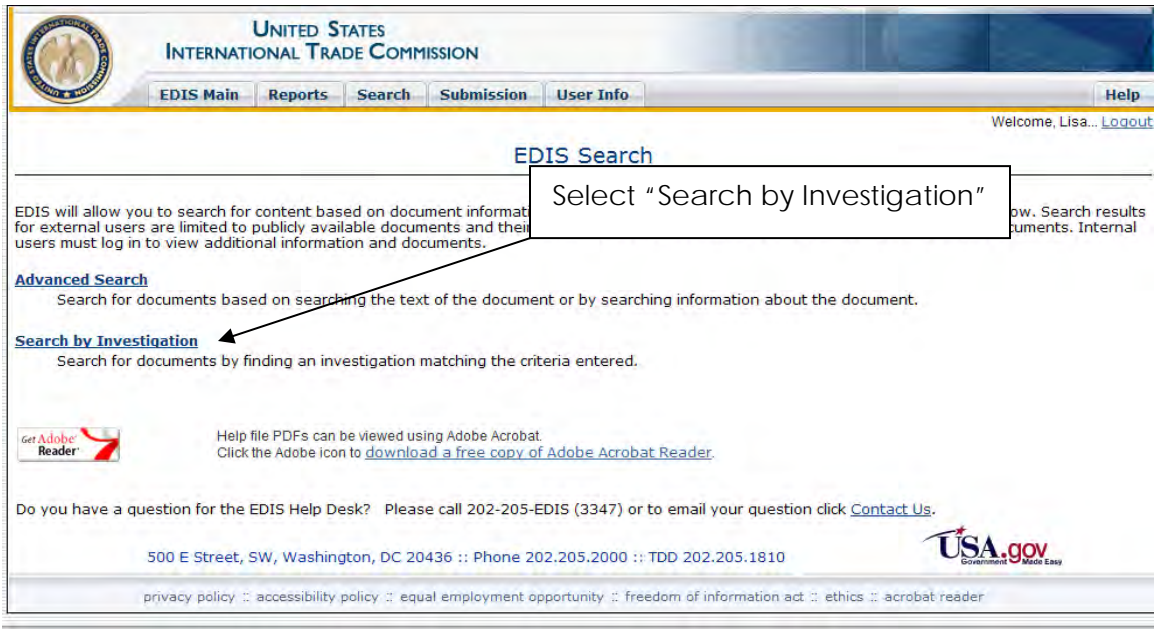 UNITED STATES
INTERNATIONAL TRADE COMMISSION
EDIS Main Reports Search Submission User Info Help
Welcome, Lisa... Logout
EDIS Search
Select "Search by Investigation"
EDIS will allow you to search for content based on document informati ow. Search results
for external users are limited to publicly available documents and their cuments. Internal
users must log in to view additional information and documents.
Advanced Search
Search for documents based on searching the text of the document or by searching information about the document.
Search by Investigation
Search for documents by finding an investigation matching the criteria entered.
Get Adobe
Reader
Help file PDFs can be viewed using Adobe Acrobat.
Click the Adobe icon to download a free copy of Adobe Acrobat Reader.
Do you have a question for the EDIS Help Desk? Please call 202-205-EDIS (3347) or to email your question click Contact Us.
500 E Street, SW, Washington, DC 20436 :: Phone 202.205.2000 :: TDD 202.205.1810
USA.gov
Government Made Easy
privacy policy :: accessibility policy :: equal employment opportunity :: freedom of information act :: ethics :: acrobat reader